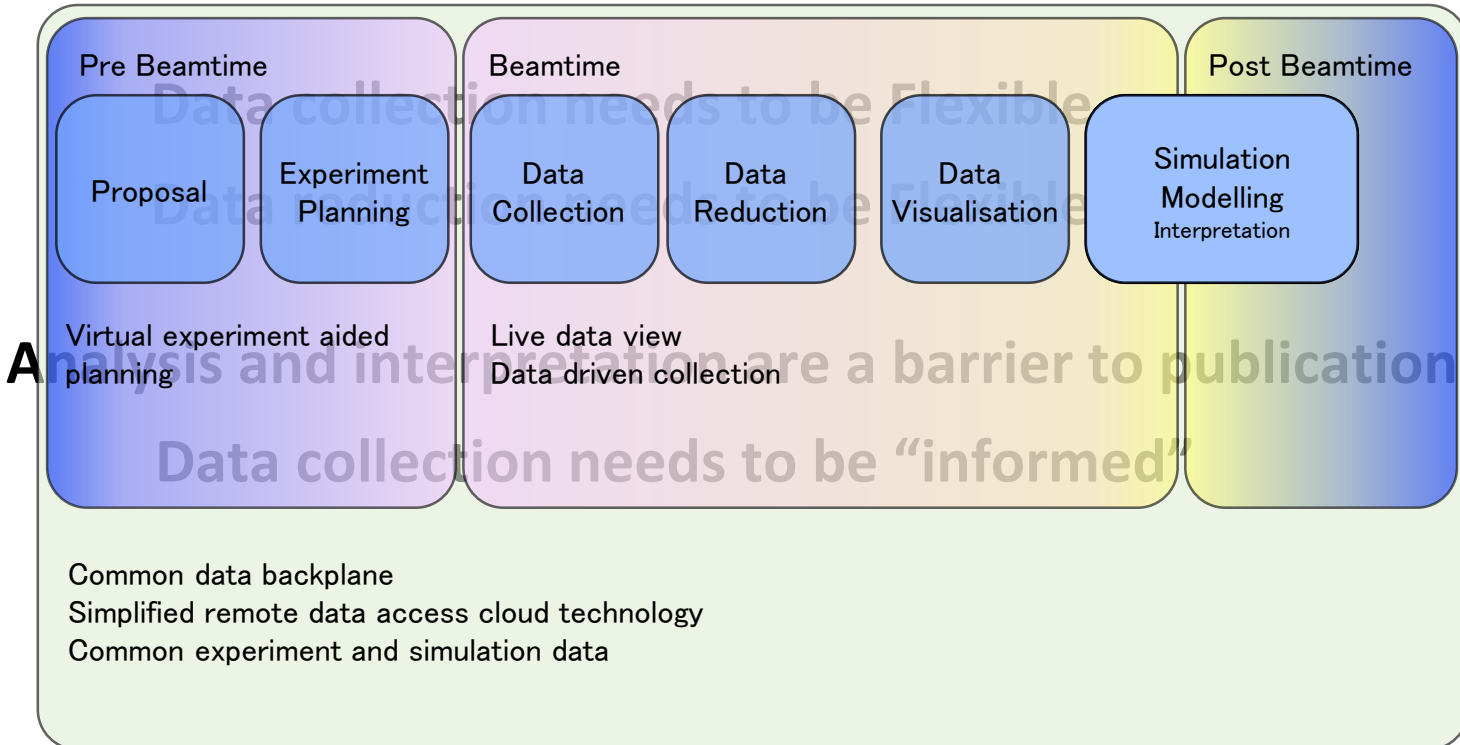 Pre Beamtime
Beamtime
Post Beamtime
Data collection needs to be Flexible
Proposal
Experiment
Planning
Data
Collection
Data
Reduction
Data
Visualisation
Simulation
Modelling
Interpretation
Data reduction needs to be Flexible
Virtual experiment aided
planning
Live data view
Data driven collection
Analysis and interpretation are a barrier to publication
Data collection needs to be “informed”
Common data backplane
Simplified remote data access cloud technology
Common experiment and simulation data